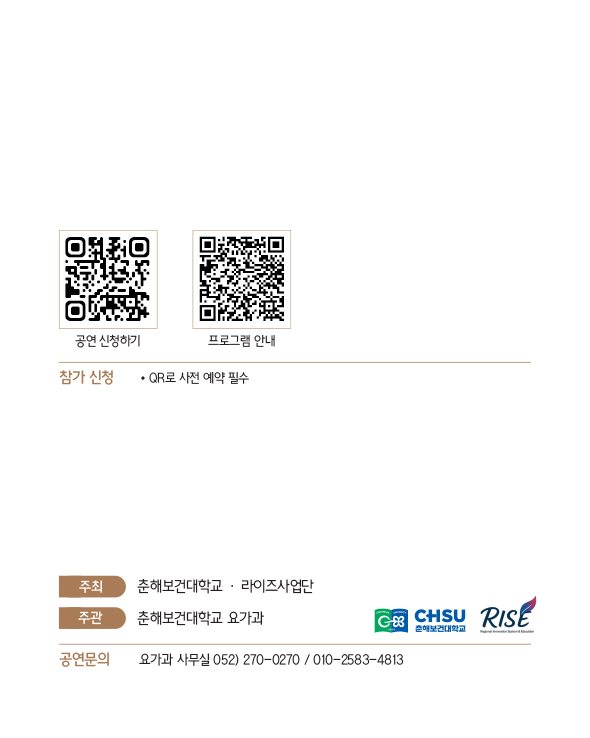 공연 신청하기
프로그램 안내
참가 신청 • QR로 사전 예약 필수
주최 춘해보건대학교 · 라이즈사업단
주관 춘해보건대학교 요가과
CHSU
춘해보건대학교
RISE
Regional Innovation System & Education
공연문의 요가과 사무실 052) 270-0270 / 010-2583-4813